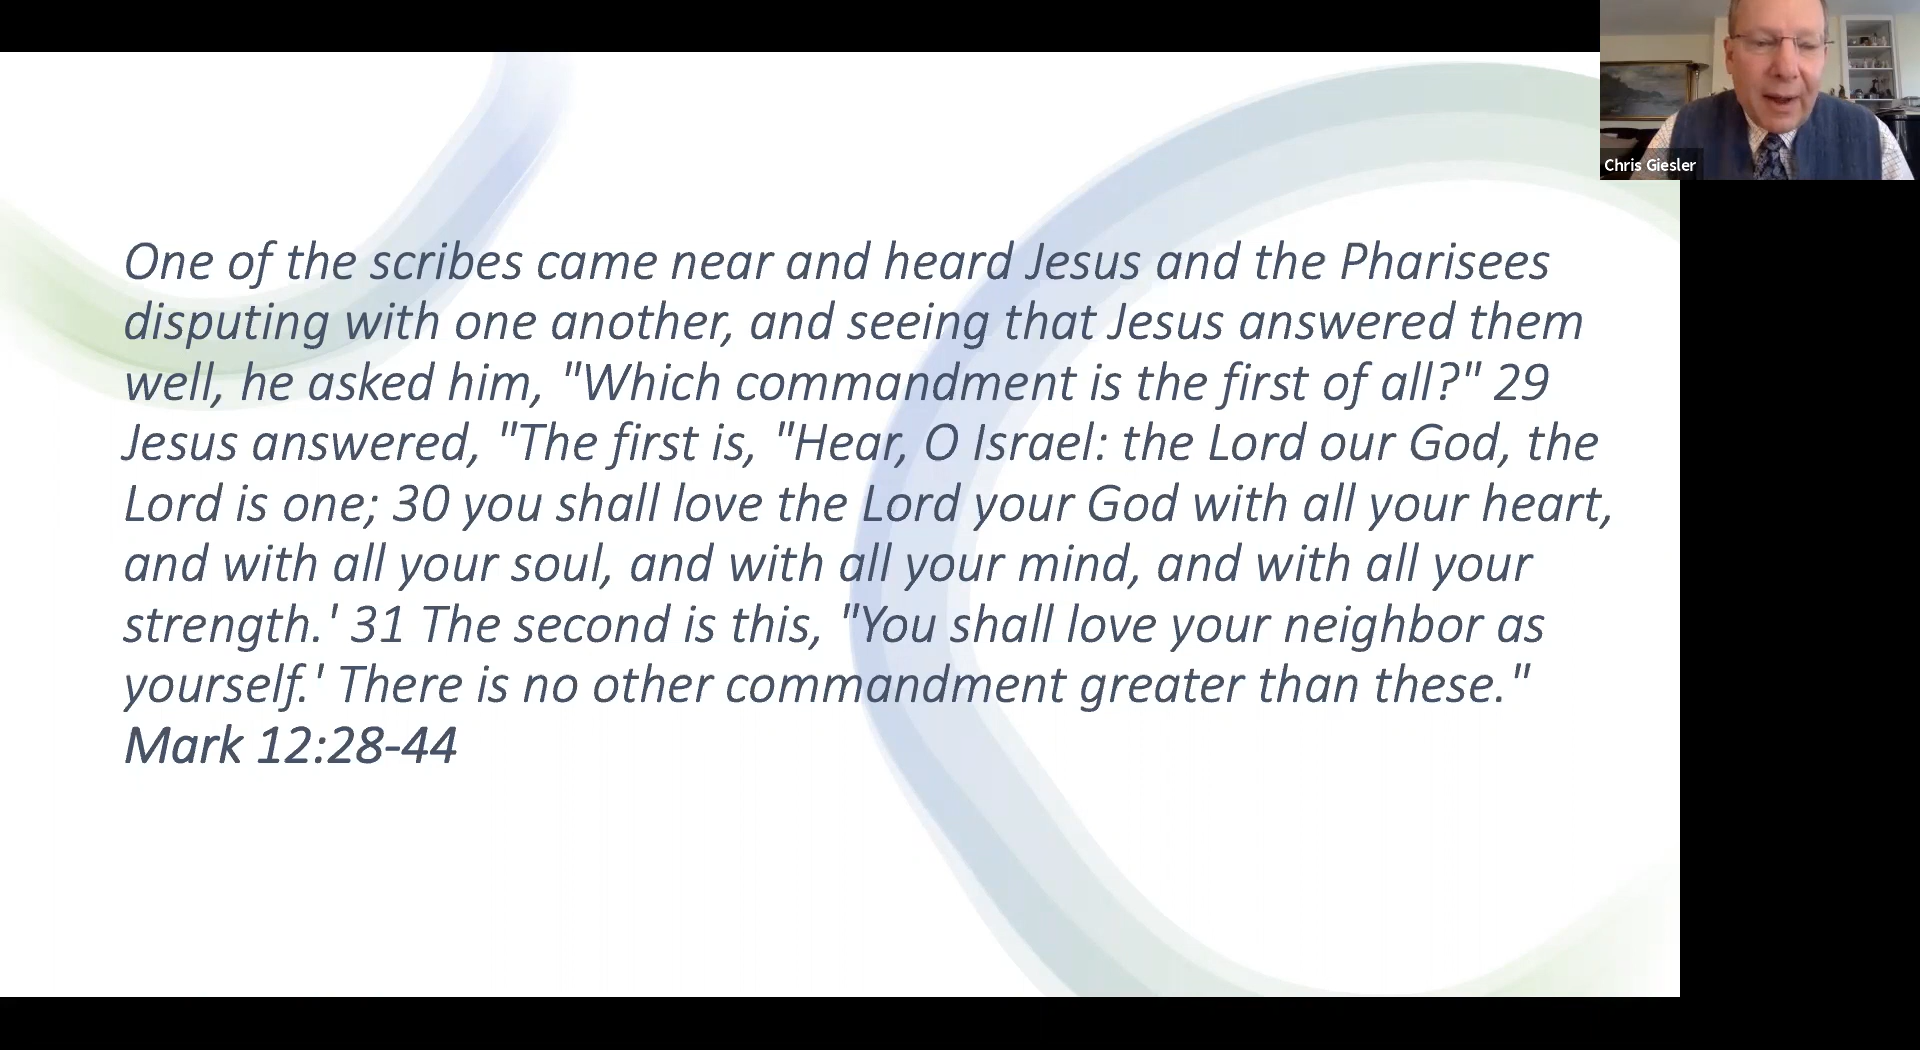 One of the scribes came near and heard Jesus and the Pharisees
disputing with one another, and seeing that Jesus answered them
well, he asked him, "Which commandment is the first of all?" 29
Jesus answered, "The first is, "Hear, O Israel: the Lord our God, the
Lord is one; 30 you shall love the Lord your God with all your heart,
and with all your soul, and with all your mind, and with all your
strength.' 31 The second is this, "You shall love your neighbor as
yourself.' There is no other commandment greater than these."
Mark 12:28-44
Chris Giesler